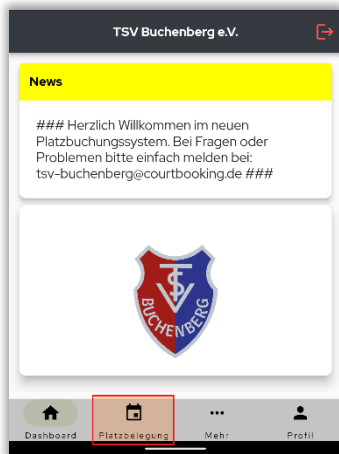 TSV Buchenberg e.V.
News
### Herzlich Willkommen im neuen
Platzbuchungssystem. Bei Fragen oder
Problemen bitte einfach melden bei:
tsv-buchenberg@courtbooking.de ###
TSV
BUCHENBERG
Dashboard Platzbelegung Mehr Profil